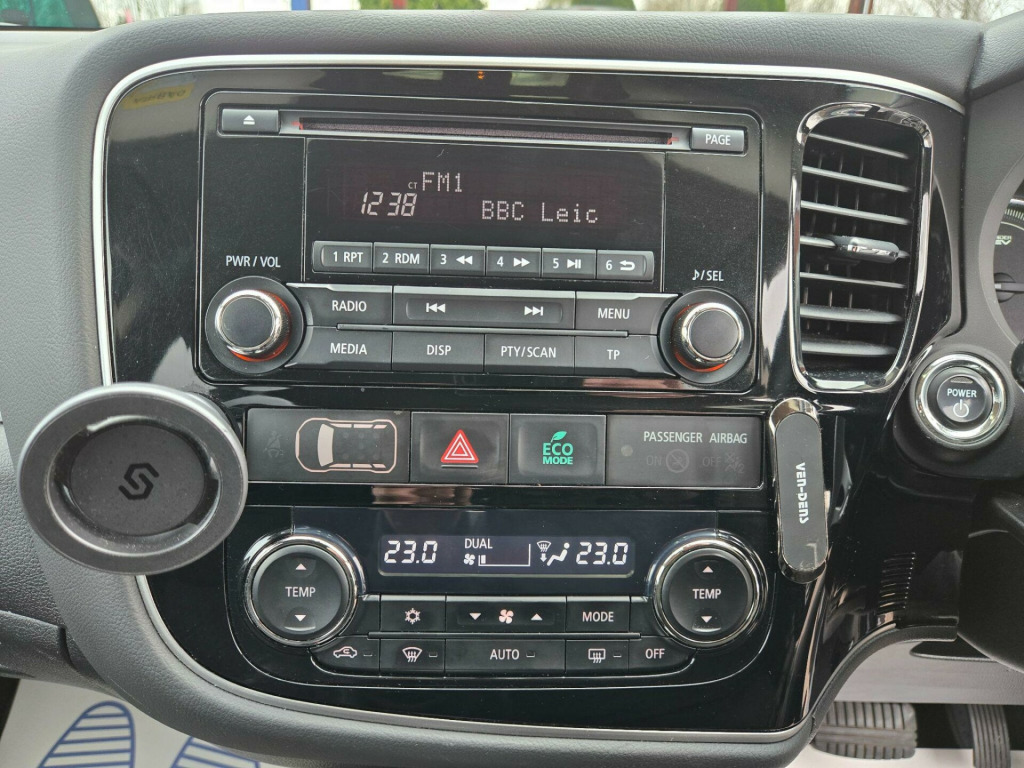 PAGE
CT FM1
12 38 BBC Leic
PWR / VOL
♪/SEL
1 RPT 2 RDM 3 ◀◀ 4 ▶▶ 5 ▶II 6
RADIO
MENU
MEDIA DISP PTY/SCAN TP
POWER
ECO
MODE
PASSENGER AIRBAG
ON OFF
VEN-DENS
23.0 DUAL 23.0
TEMP
TEMP
MODE
AUTO OFF